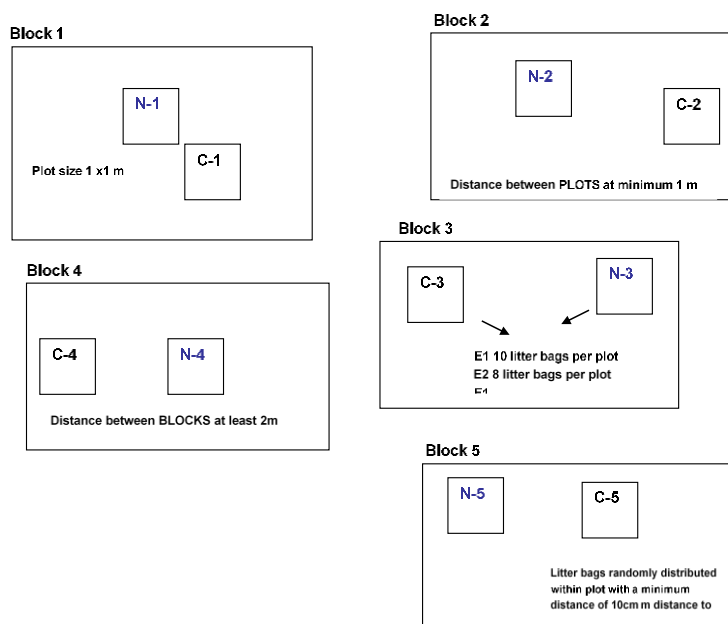 Block 1
N-1
C-1
Plot size 1 x1 m
Block 2
N-2
C-2
Distance between PLOTS at minimum 1 m
Block 3
C-3
N-3
E1 10 litter bags per plot
E2 8 litter bags per plot
E1
Block 4
C-4
N-4
Distance between BLOCKS at least 2m
Block 5
N-5
C-5
Litter bags randomly distributed
within plot with a minimum
distance of 10cm m distance to